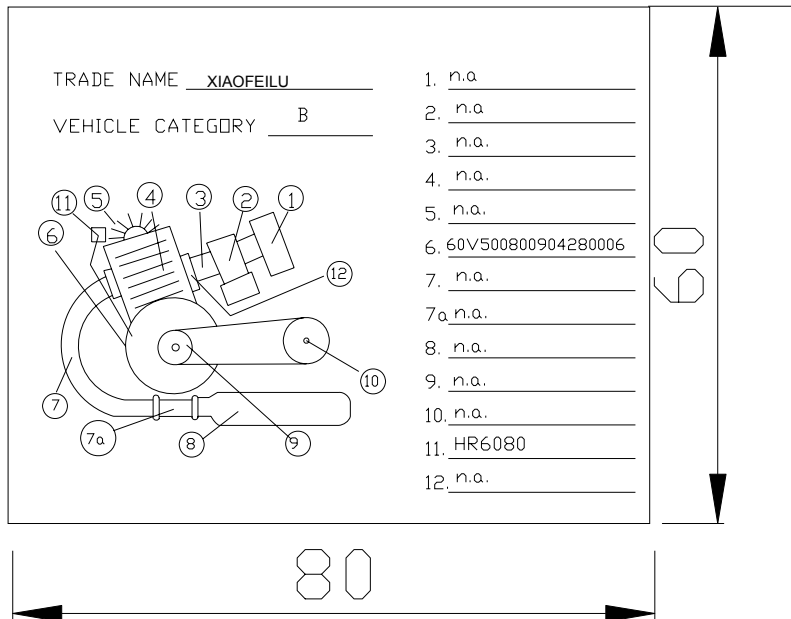 TRADE NAME XIAOFEILU
VEHICLE CATEGORY B
1. n.a
2. n.a
3. n.a.
4. n.a.
5. n.a.
6. 60V500800904280006
7. n.a.
7a n.a.
8. n.a.
9. n.a.
10. n.a.
11. HR6080
12. n.a.
11
5
4
3
2
1
6
12
7
10
7a
8
9
60
80